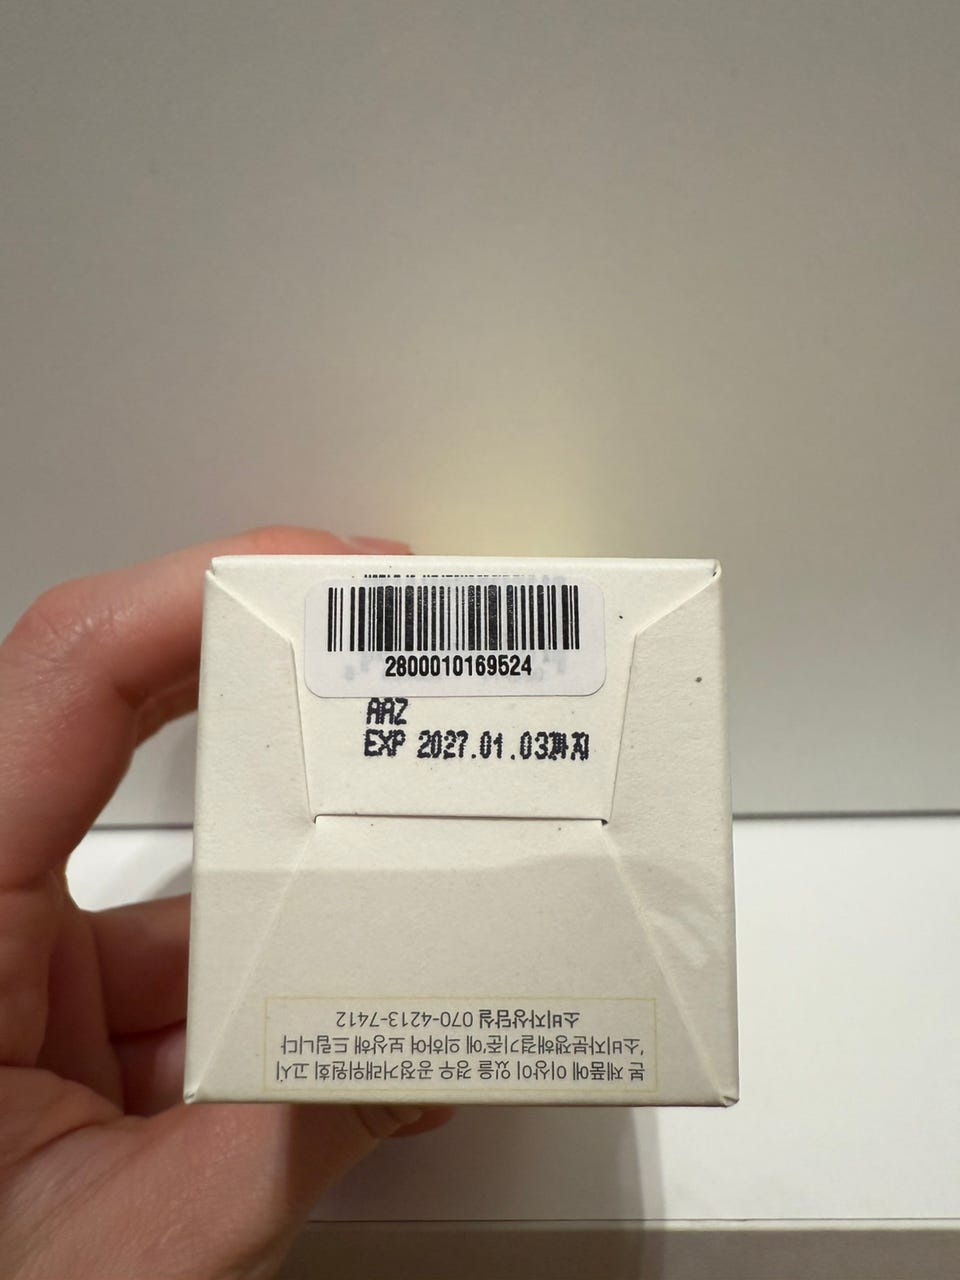 2800010169524
AAZ
EXP 2027.01.03까지
본 제품에 이상이 있을 경우 공정거래위원회 고시
'소비자분쟁해결기준'에 의하여 보상해 드립니다
소비자상담실 070-4213-7412